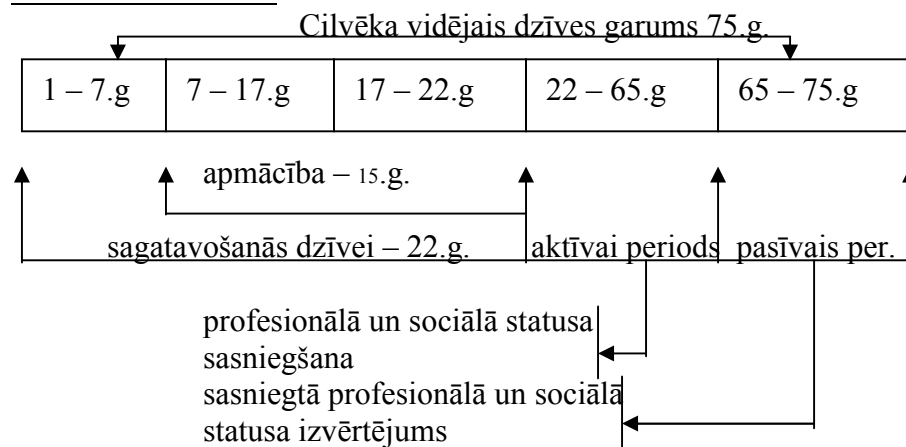 Cilvēka vidējais dzīves garums 75.g.
1 – 7.g 7 – 17.g 17 – 22.g 22 – 65.g 65 – 75.g
apmācība – 15.g.
sagatavošanās dzīvei – 22.g. aktīvai periods pasīvais per.
profesionālā un sociālā statusa
sasniegšana
sasniegtā profesionālā un sociālā
statusa izvērtējums